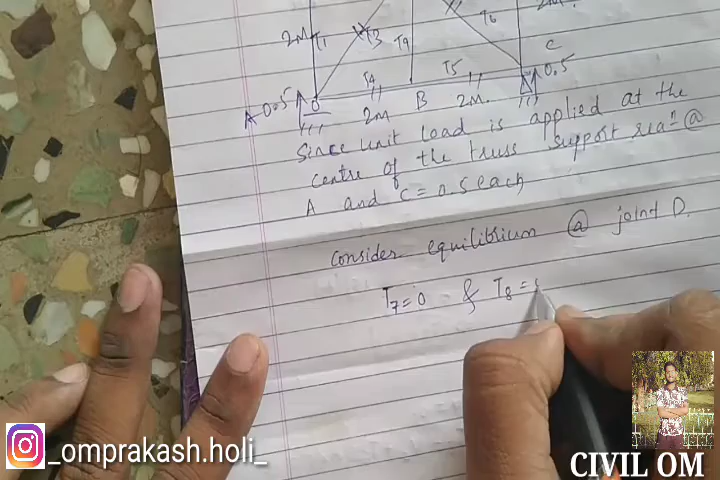 2M T1 T3 T9 T6 2M
C
A 0.5 T4 T5 0.5
2M B 2M
Since unit load is applied at the
centre of the truss support rea⁠n @
A and C = 0.5 each
Consider equilibrium @ joint D.
T7=0 & T8=
_omprakash.holi_
CIVIL OM